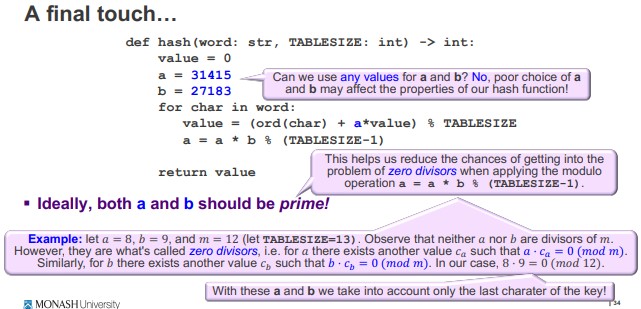 A final touch…
def hash(word: str, TABLESIZE: int) -> int:
value = 0
a = 31415
b = 27183
Can we use any values for a and b? No, poor choice of a
and b may affect the properties of our hash function!
for char in word:
value = (ord(char) + a*value) % TABLESIZE
a = a * b % (TABLESIZE-1)
return value
This helps us reduce the chances of getting into the
problem of zero divisors when applying the modulo
operation a = a * b % (TABLESIZE-1).
▪ Ideally, both a and b should be prime!
Example: let a = 8, b = 9, and m = 12 (let TABLESIZE=13). Observe that neither a nor b are divisors of m.
However, they are what's called zero divisors, i.e. for a there exists another value cₐ such that a · cₐ = 0 (mod m).
Similarly, for b there exists another value c_b such that b · c_b = 0 (mod m). In our case, 8 · 9 = 0 (mod 12).
With these a and b we take into account only the last charater of the key!
MONASH University
34